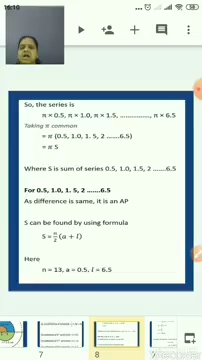 16:10
So, the series is
π × 0.5, π × 1.0, π × 1.5, ................, π × 6.5
Taking π common
= π (0.5, 1.0, 1. 5, 2 .......6.5)
= π S
Where S is sum of series 0.5, 1.0, 1. 5, 2 .......6.5
For 0.5, 1.0, 1. 5, 2 .......6.5
As difference is same, it is an AP
S can be found by using formula
S = n/2 (a + l)
Here
n = 13, a = 0.5, l = 6.5
7
8
9